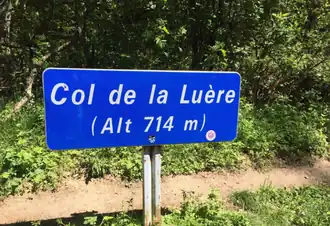 Col de la Luère
(Alt 714 m)